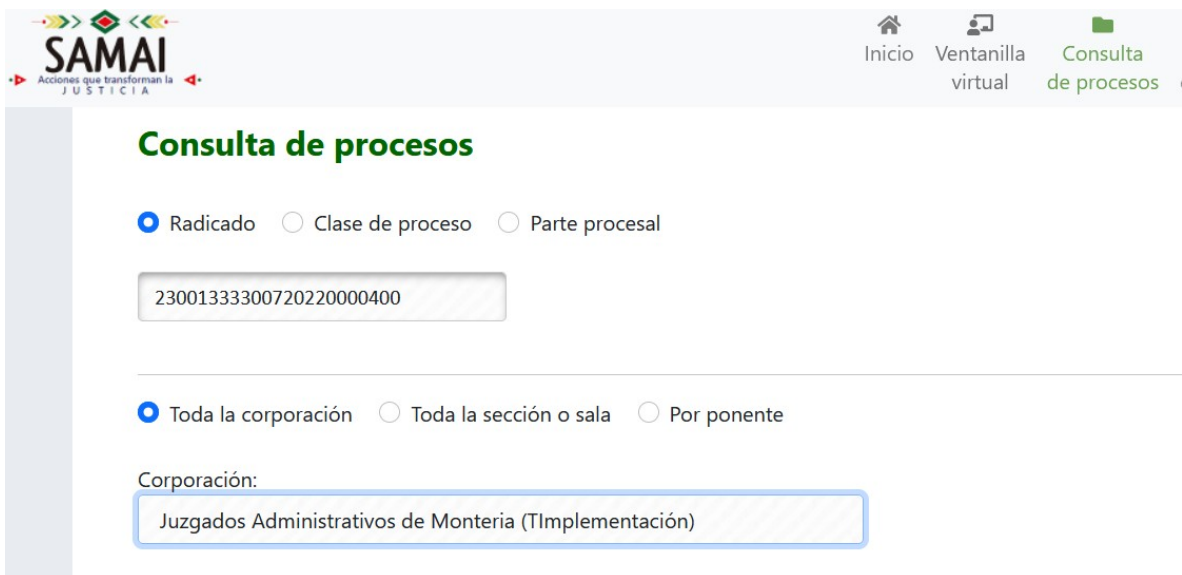 SAMAI
Acciones que transforman la
JUSTICIA
Inicio
Ventanilla
virtual
Consulta
de procesos
Consulta de procesos
Radicado Clase de proceso Parte procesal
23001333300720220000400
Toda la corporación Toda la sección o sala Por ponente
Corporación:
Juzgados Administrativos de Monteria (TImplementación)